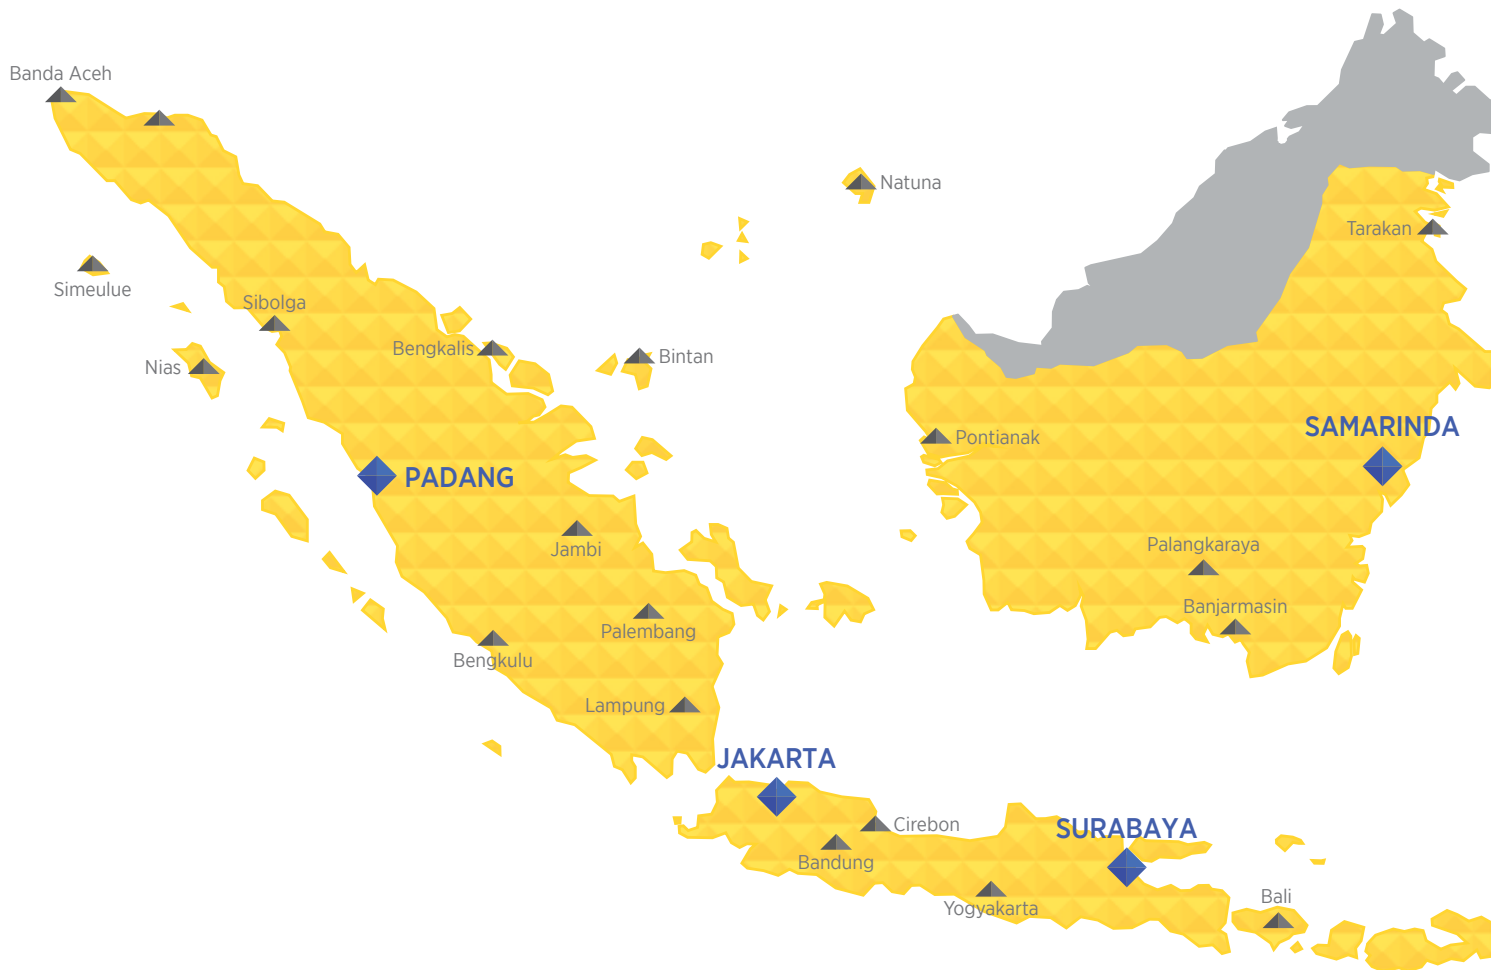 Banda Aceh
Natuna
Tarakan
Simeulue
Sibolga
Bengkalis
Bintan
Nias
SAMARINDA
Pontianak
PADANG
Jambi
Palangkaraya
Banjarmasin
Palembang
Bengkulu
Lampung
JAKARTA
Cirebon
SURABAYA
Bandung
Bali
Yogyakarta